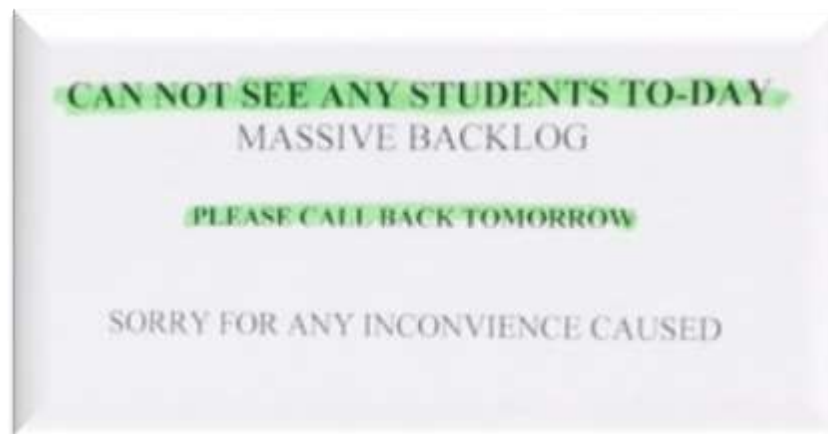 CAN NOT SEE ANY STUDENTS TO-DAY
MASSIVE BACKLOG
PLEASE CALL BACK TOMORROW
SORRY FOR ANY INCONVIENCE CAUSED